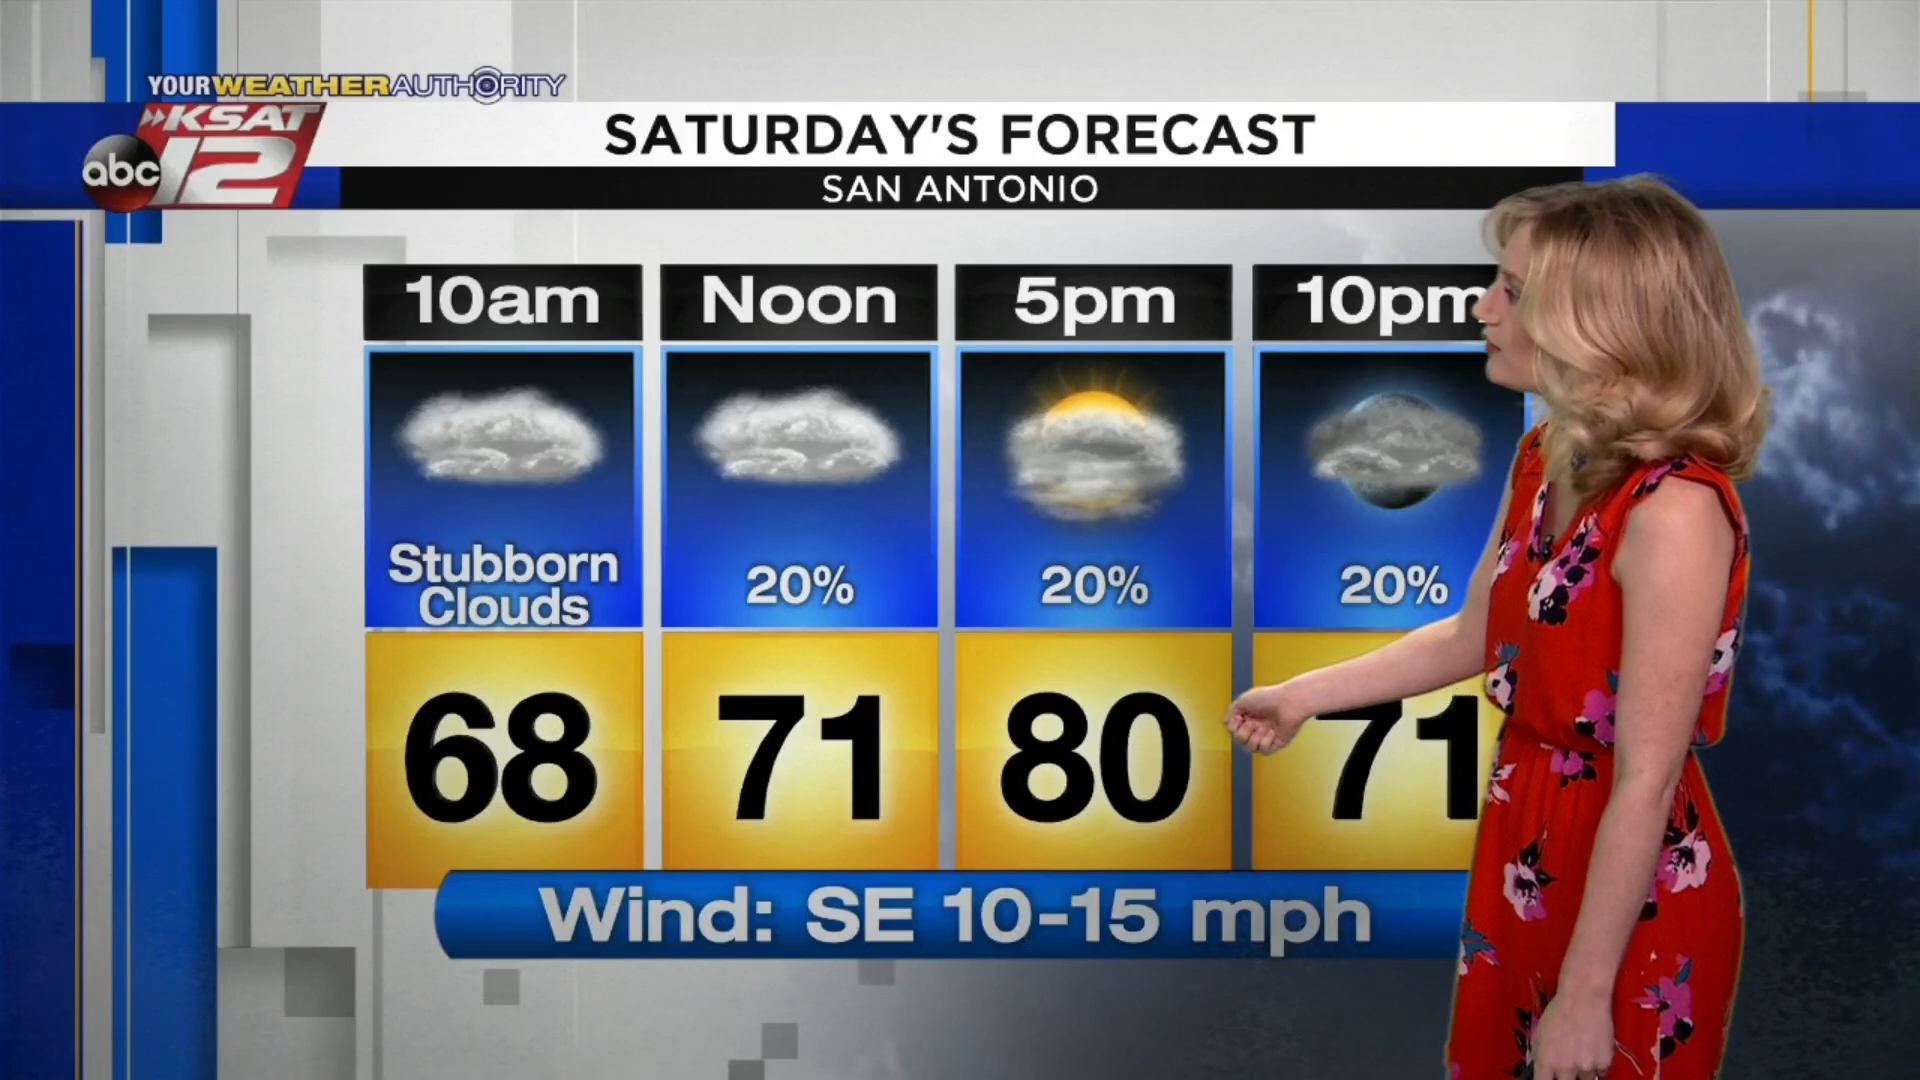 YOURWEATHERAUTHORITY
KSAT
abc 12
SATURDAY'S FORECAST
SAN ANTONIO
10am Noon 5pm 10pm
Stubborn
Clouds 20% 20% 20%
68 71 80 71
Wind: SE 10-15 mph